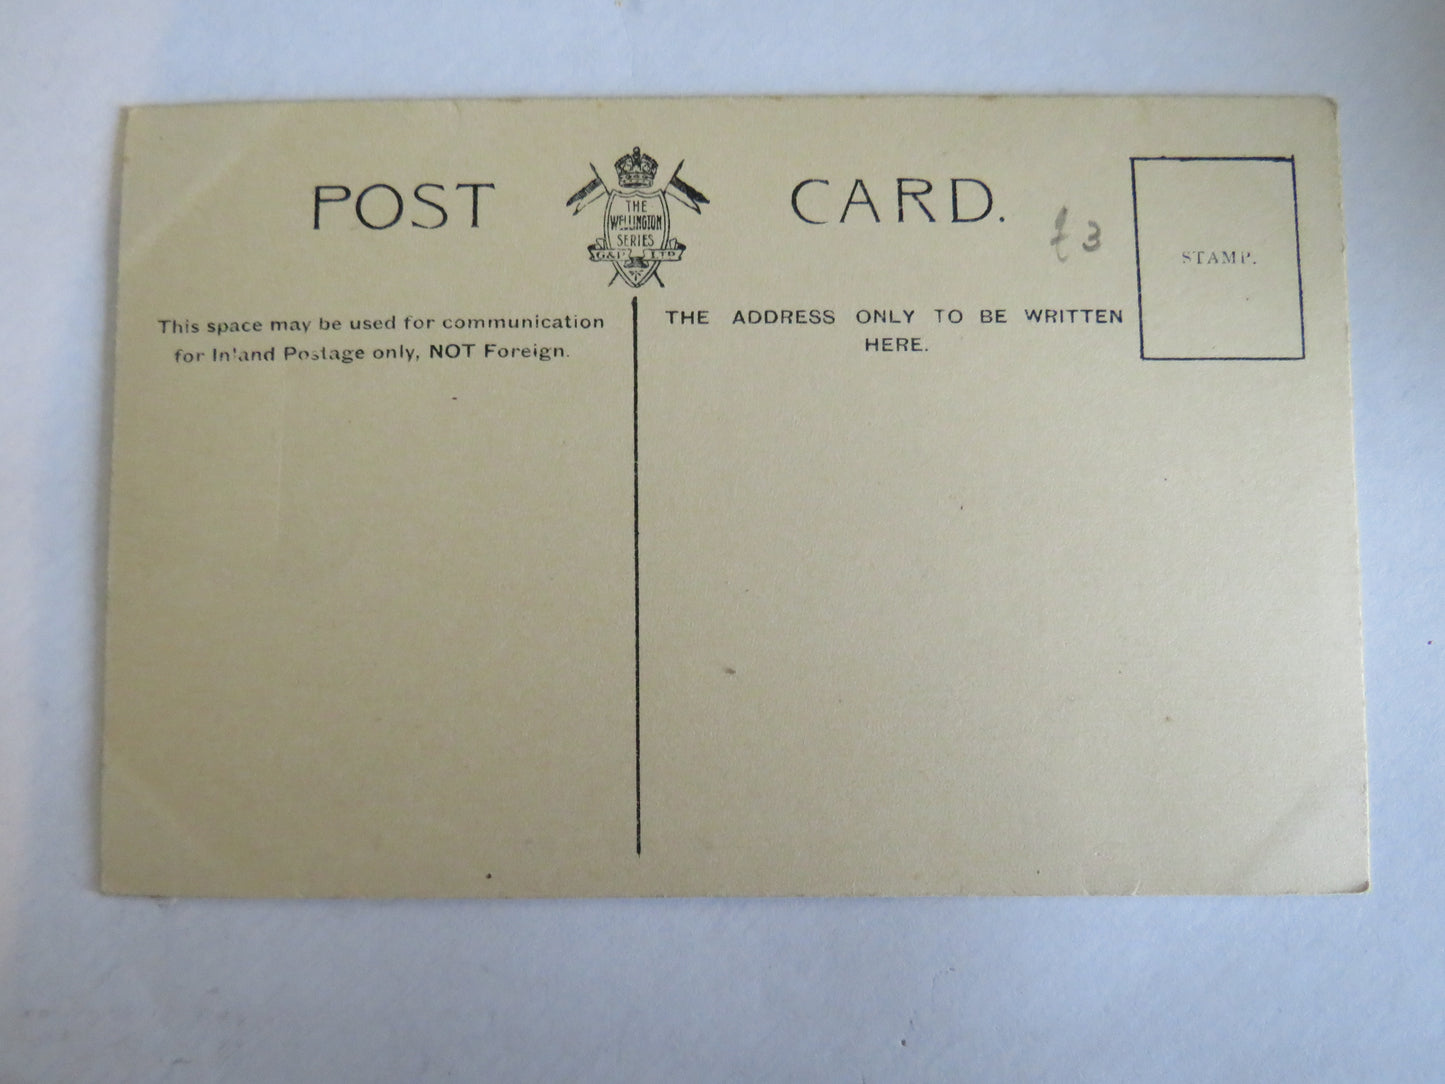 POST CARD.
THE
WELLINGTON
SERIES
G&P LTD
£3
STAMP.
This space may be used for communication
for Inland Postage only, NOT Foreign.
THE ADDRESS ONLY TO BE WRITTEN
HERE.